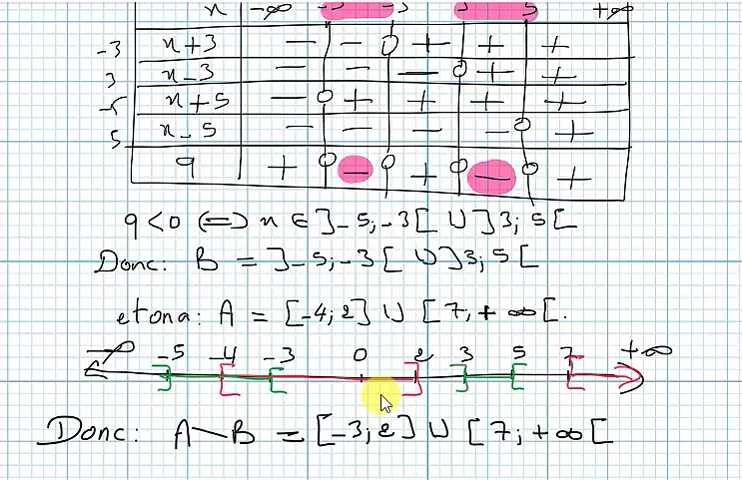 x -∞ -5 -3 3 5 +∞
-3 x+3 - - 0 + + +
3 x-3 - - - 0 + +
-5 x+5 - 0 + + + +
5 x-5 - - - - 0 +
q + 0 - 0 + 0 - 0 +
q<0 ⟺ x ∈ ]-5;-3[ ∪ ]3;5[
Donc: B = ]-5;-3[ ∪ ]3;5[
et on a: A = [-4;2] ∪ [7,+∞[.
-∞ -5 -4 -3 0 2 3 5 7 +∞
Donc: A\B = [-3;2] ∪ [7;+∞[